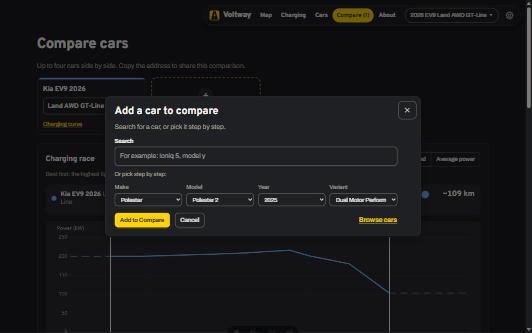 Voltway
Map
Charging
Cars
Compare (1)
About
2026 EV9 Land AWD GT-Line
Compare cars
Up to four cars side by side. Copy the address to share this comparison.
Kia EV9 2026
Land AWD GT-Line
Charging curve
Add a car to compare
Search for a car, or pick it step by step.
Search
For example: Ioniq 5, model y
Or pick step by step:
Make
Model
Year
Variant
Polestar
Polestar 2
2025
Dual Motor Perform
Add to Compare
Cancel
Browse cars
Charging race
Average power
Kia EV9 2026
Line
~109 km
Power (kW)
250
200
150
100
50